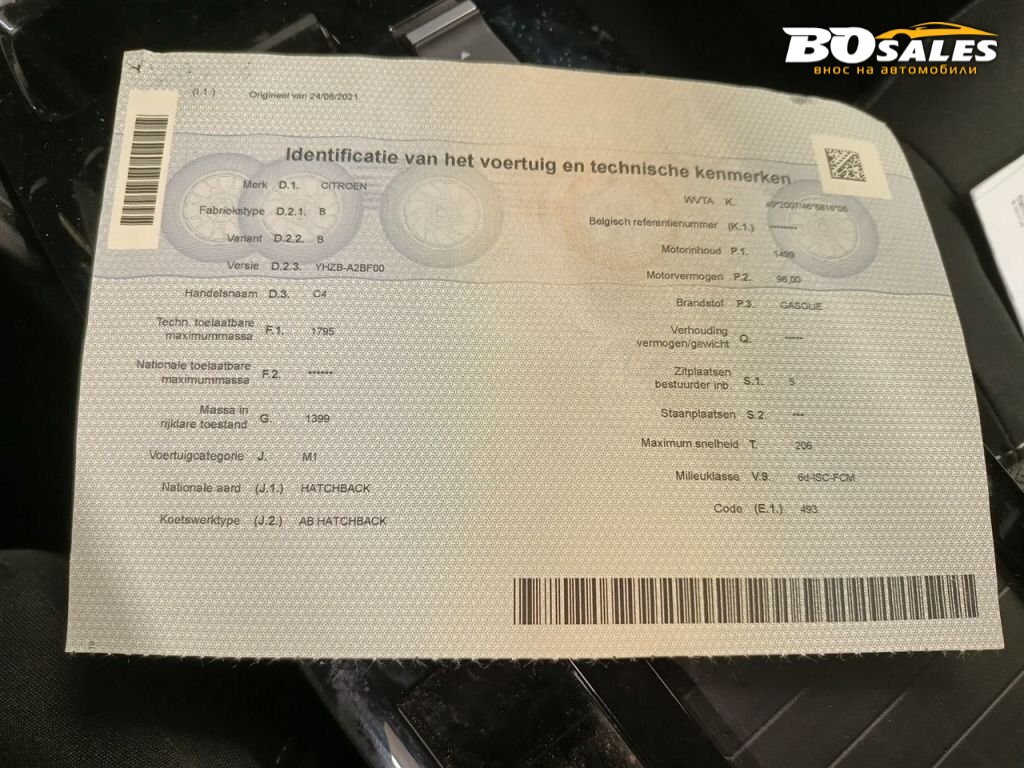 BOSALES
ВНОС НА АВТОМОБИЛИ
(I.1.) Origineel van 24/08/2021
Identificatie van het voertuig en technische kenmerken
Merk D.1. CITROEN
Fabriekstype D.2.1. B
Variant D.2.2. B
Versie D.2.3. YHZB-A2BF00
Handelsnaam D.3. C4
Techn. toelaatbare
maximummassa F.1. 1795
Nationale toelaatbare
maximummassa F.2. ******
Massa in
rijklare toestand G. 1399
Voertuigcategorie J. M1
Nationale aard (J.1.) HATCHBACK
Koetswerktype (J.2.) AB HATCHBACK
WVTA K.
Belgisch referentienummer (K.1.) *******
Motorinhoud P.1. 1499
Motorvermogen P.2. 96,00
Brandstof P.3. GASOLIE
Verhouding
vermogen/gewicht Q. *****
Zitplaatsen
bestuurder inb. S.1. 5
Staanplaatsen S.2. ***
Maximum snelheid T. 206
Milieuklasse V.9. 6d-ISC-FCM
Code (E.1.) 493